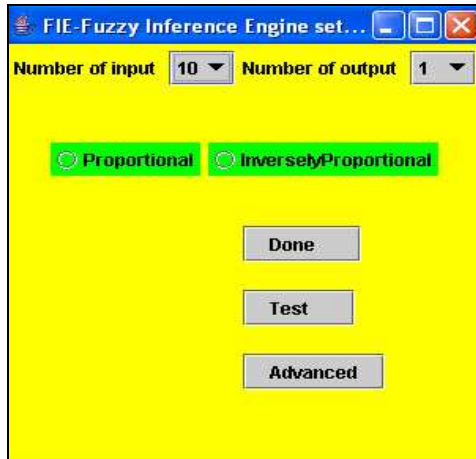 FIE-Fuzzy Inference Engine set...
Number of input 10 Number of output 1
Proportional InverselyProportional
Done
Test
Advanced